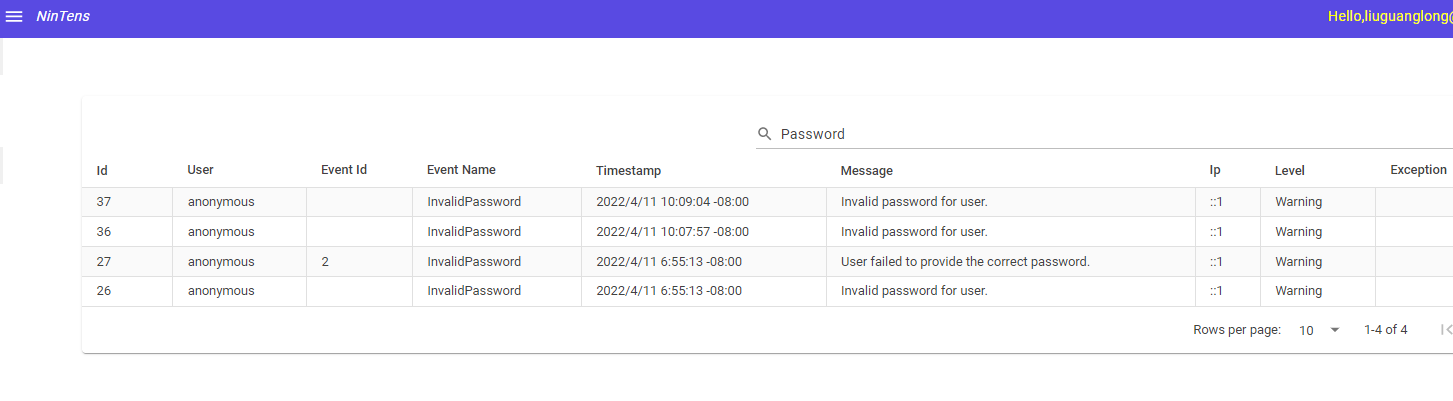 NinTens
Hello,liuguanglong@
Password
Id User Event Id Event Name Timestamp Message Ip Level Exception
37 anonymous InvalidPassword 2022/4/11 10:09:04 -08:00 Invalid password for user. ::1 Warning
36 anonymous InvalidPassword 2022/4/11 10:07:57 -08:00 Invalid password for user. ::1 Warning
27 anonymous 2 InvalidPassword 2022/4/11 6:55:13 -08:00 User failed to provide the correct password. ::1 Warning
26 anonymous InvalidPassword 2022/4/11 6:55:13 -08:00 Invalid password for user. ::1 Warning
Rows per page: 10 1-4 of 4